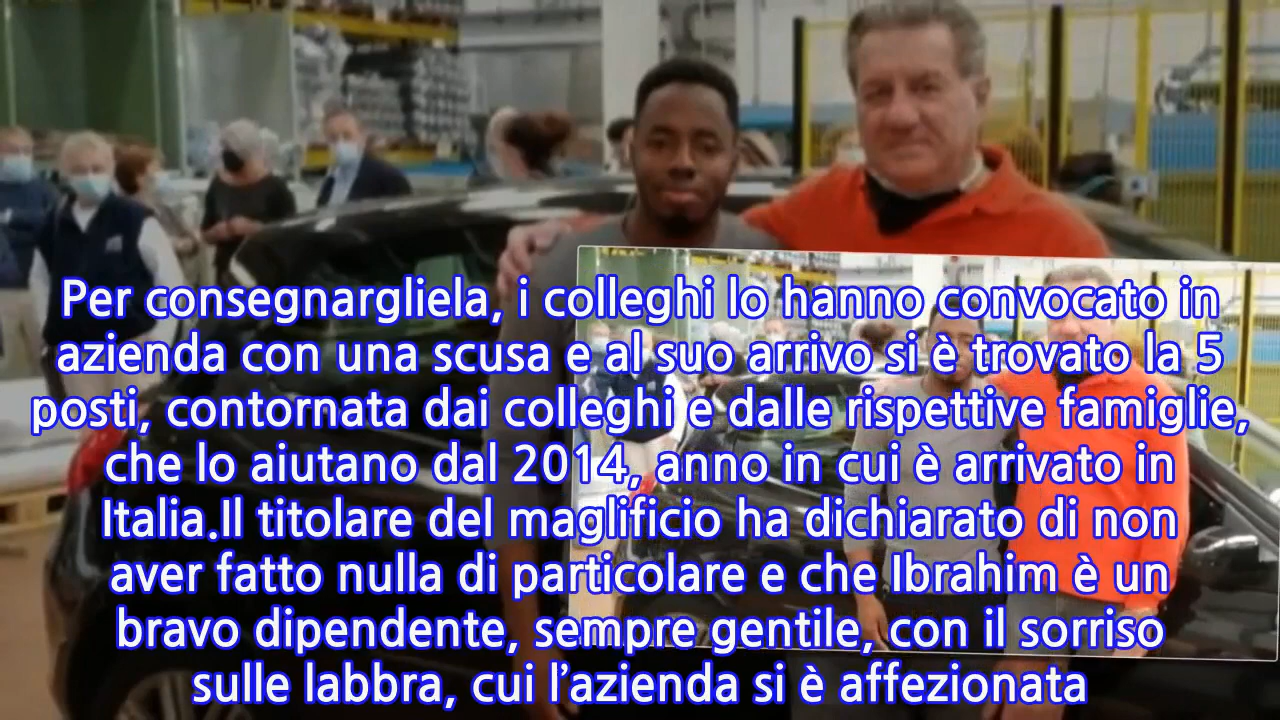 Per consegnargliela, i colleghi lo hanno convocato in
azienda con una scusa e al suo arrivo si è trovato la 5
posti, contornata dai colleghi e dalle rispettive famiglie,
che lo aiutano dal 2014, anno in cui è arrivato in
Italia.Il titolare del maglificio ha dichiarato di non
aver fatto nulla di particolare e che Ibrahim è un
bravo dipendente, sempre gentile, con il sorriso
sulle labbra, cui l’azienda si è affezionata